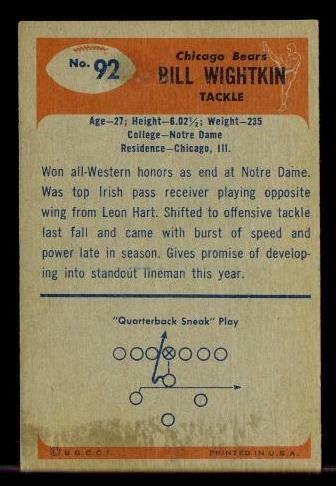 No. 92
Chicago Bears
BILL WIGHTKIN
TACKLE
Age—27; Height—6.02½; Weight—235
College—Notre Dame
Residence—Chicago, Ill.
Won all-Western honors as end at Notre Dame.
Was top Irish pass receiver playing opposite
wing from Leon Hart. Shifted to offensive tackle
last fall and came with burst of speed and
power late in season. Gives promise of develop-
ing into standout lineman this year.
"Quarterback Sneak" Play
© B.G.C.C.I.
PRINTED IN U.S.A.